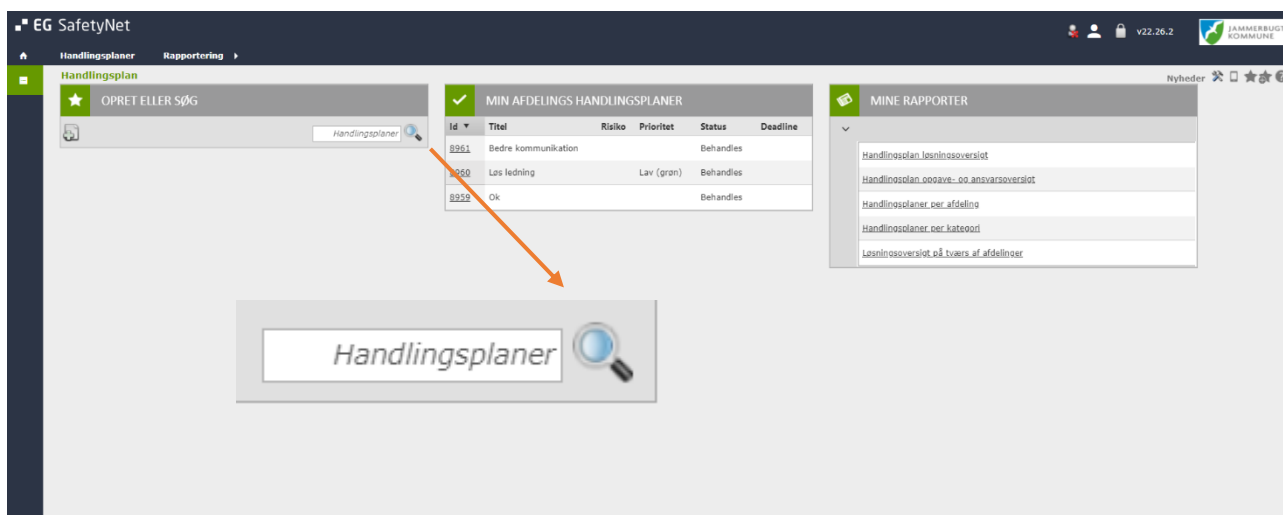 EG SafetyNet
v22.26.2
JAMMERBUGT
KOMMUNE
Handlingsplaner Rapportering
Handlingsplan
Nyheder
OPRET ELLER SØG
Handlingsplaner
MIN AFDELINGS HANDLINGSPLANER
Id Titel Risiko Prioritet Status Deadline
8961 Bedre kommunikation Behandles
8960 Løs ledning Lav (grøn) Behandles
8959 Ok Behandles
MINE RAPPORTER
Handlingsplan løsningsoversigt
Handlingsplan opgave- og ansvarsoversigt
Handlingsplaner per afdeling
Handlingsplaner per kategori
Løsningsoversigt på tværs af afdelinger
Handlingsplaner